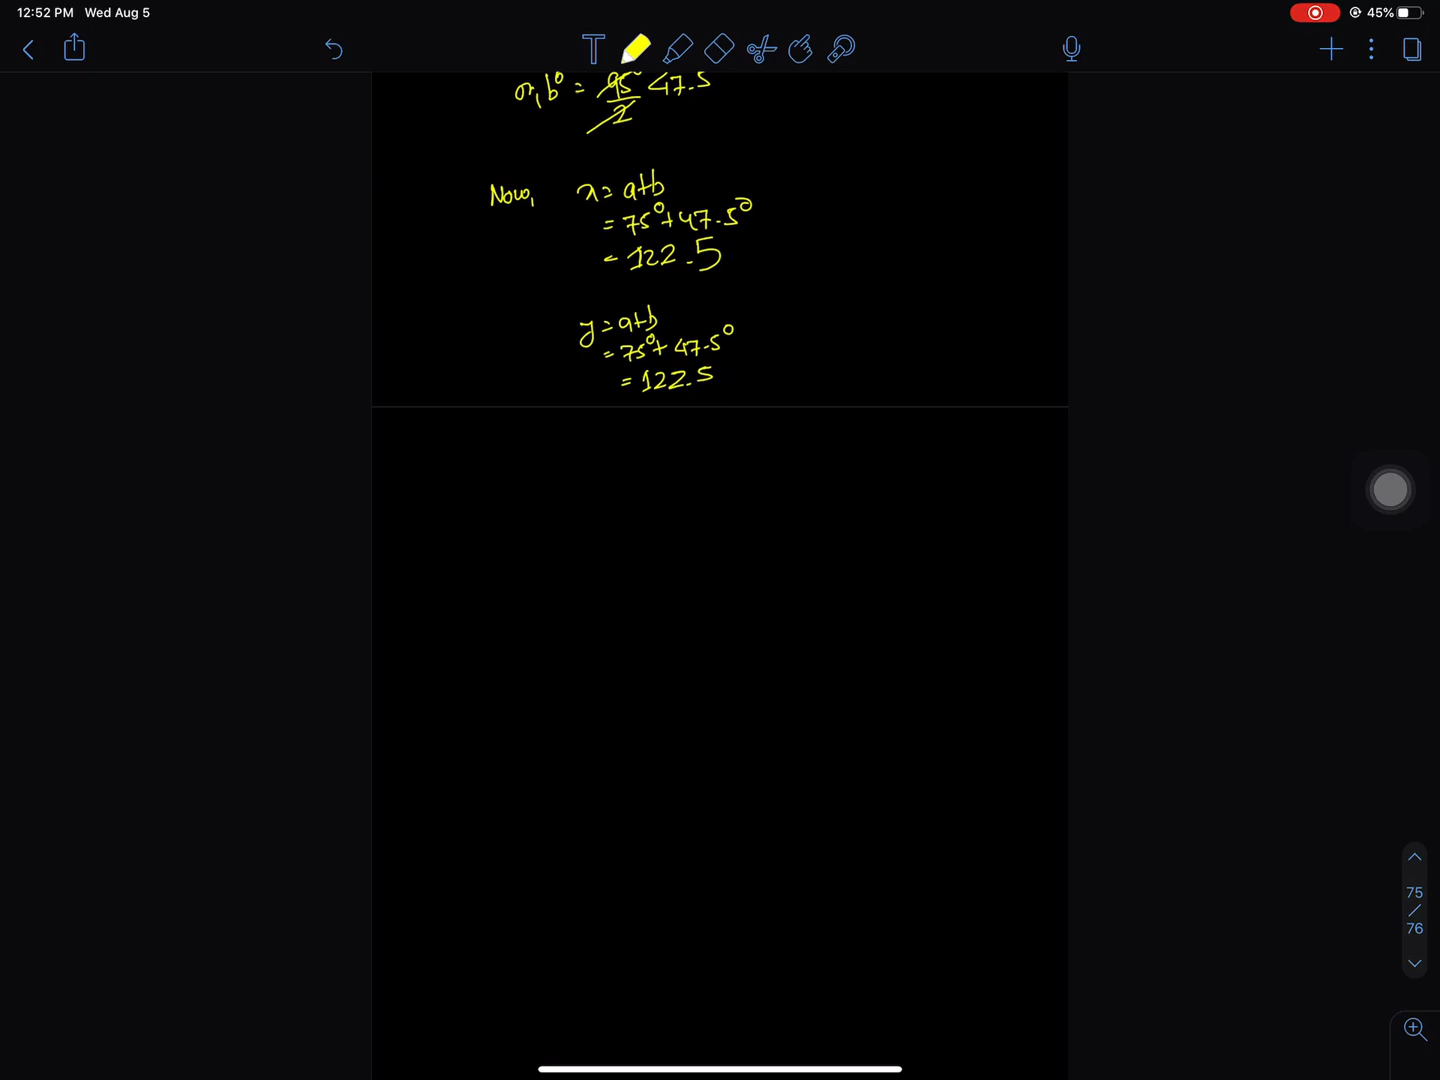 12:52 PM Wed Aug 5
45%
T
or, b° = 95°/2 <47.5
Now, x = a+b
= 75° + 47.5°
= 122.5
y = a+b
= 75° + 47.5°
= 122.5
75
/
76